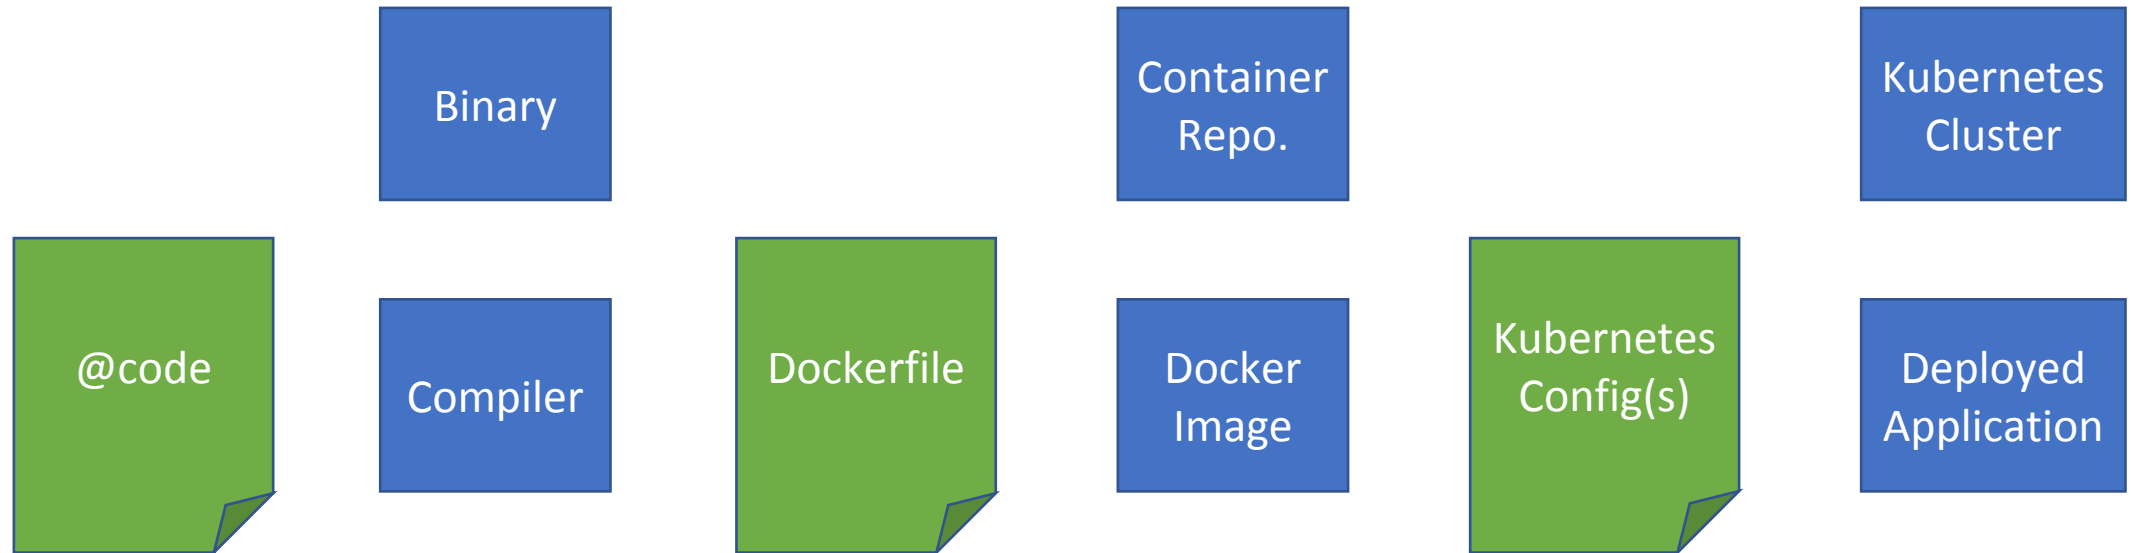 Binary
Container
Repo.
Kubernetes
Cluster
@code
Compiler
Dockerfile
Docker
Image
Kubernetes
Config(s)
Deployed
Application